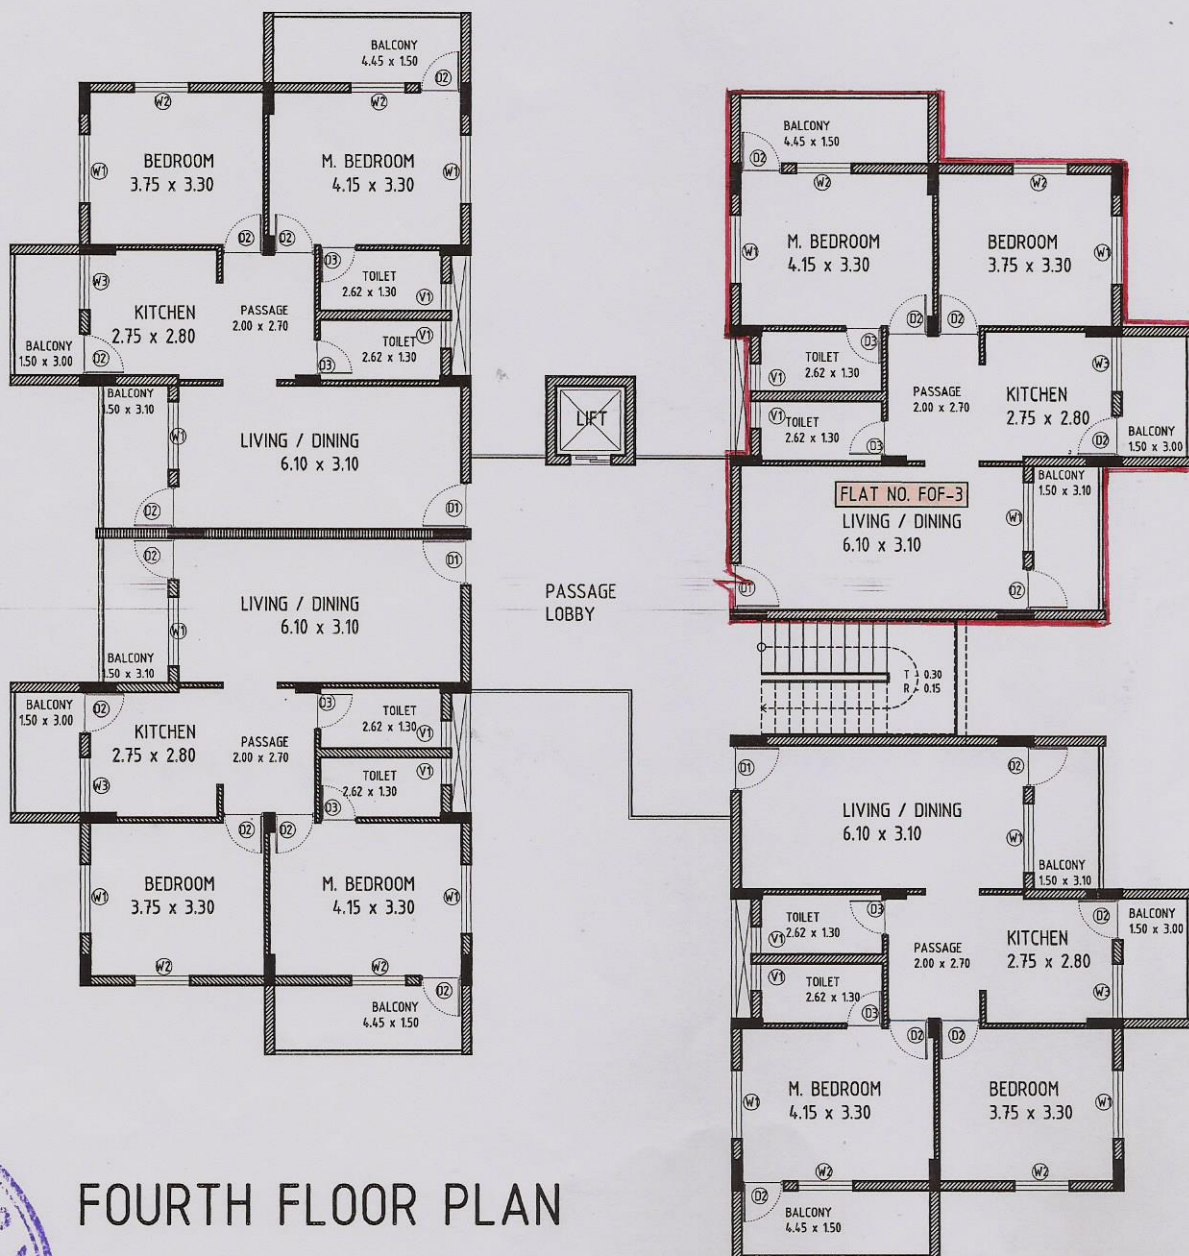 BALCONY
4.45 x 1.50
D2
W2
W2
BEDROOM
3.75 x 3.30
W1
M. BEDROOM
4.15 x 3.30
W1
D2
D2
D3
TOILET
2.62 x 1.30
V1
W3
KITCHEN
2.75 x 2.80
PASSAGE
2.00 x 2.70
TOILET
2.62 x 1.30
V1
D3
BALCONY
1.50 x 3.00
D2
BALCONY
1.50 x 3.10
W1
LIVING / DINING
6.10 x 3.10
D2
D1
D2
D1
LIVING / DINING
6.10 x 3.10
W1
BALCONY
1.50 x 3.10
BALCONY
1.50 x 3.00
D2
KITCHEN
2.75 x 2.80
W3
PASSAGE
2.00 x 2.70
D3
TOILET
2.62 x 1.30
V1
TOILET
2.62 x 1.30
V1
D3
D2
D2
BEDROOM
3.75 x 3.30
W1
M. BEDROOM
4.15 x 3.30
W1
W2
W2
D2
BALCONY
4.45 x 1.50
LIFT
PASSAGE
LOBBY
BALCONY
4.45 x 1.50
D2
W2
W2
M. BEDROOM
4.15 x 3.30
W1
BEDROOM
3.75 x 3.30
W1
D2
D2
D3
TOILET
2.62 x 1.30
V1
PASSAGE
2.00 x 2.70
KITCHEN
2.75 x 2.80
W3
V1
TOILET
2.62 x 1.30
D3
D2
BALCONY
1.50 x 3.00
BALCONY
1.50 x 3.10
FLAT NO. FOF-3
LIVING / DINING
6.10 x 3.10
W1
D1
D2
T - 0.30
R - 0.15
D1
D2
LIVING / DINING
6.10 x 3.10
W1
BALCONY
1.50 x 3.10
TOILET
2.62 x 1.30
V1
D3
PASSAGE
2.00 x 2.70
KITCHEN
2.75 x 2.80
D2
BALCONY
1.50 x 3.00
V1
TOILET
2.62 x 1.30
D3
W3
D2
D2
M. BEDROOM
4.15 x 3.30
W1
BEDROOM
3.75 x 3.30
W1
W2
W2
D2
BALCONY
4.45 x 1.50
FOURTH FLOOR PLAN